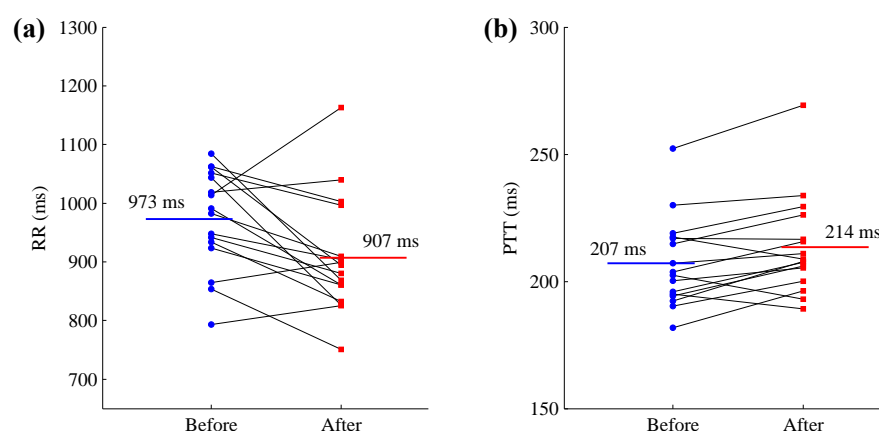 (a)
RR (ms)
1300
1200
1100
1000
900
800
700
973 ms
907 ms
Before
After
(b)
PTT (ms)
300
250
200
150
207 ms
214 ms
Before
After